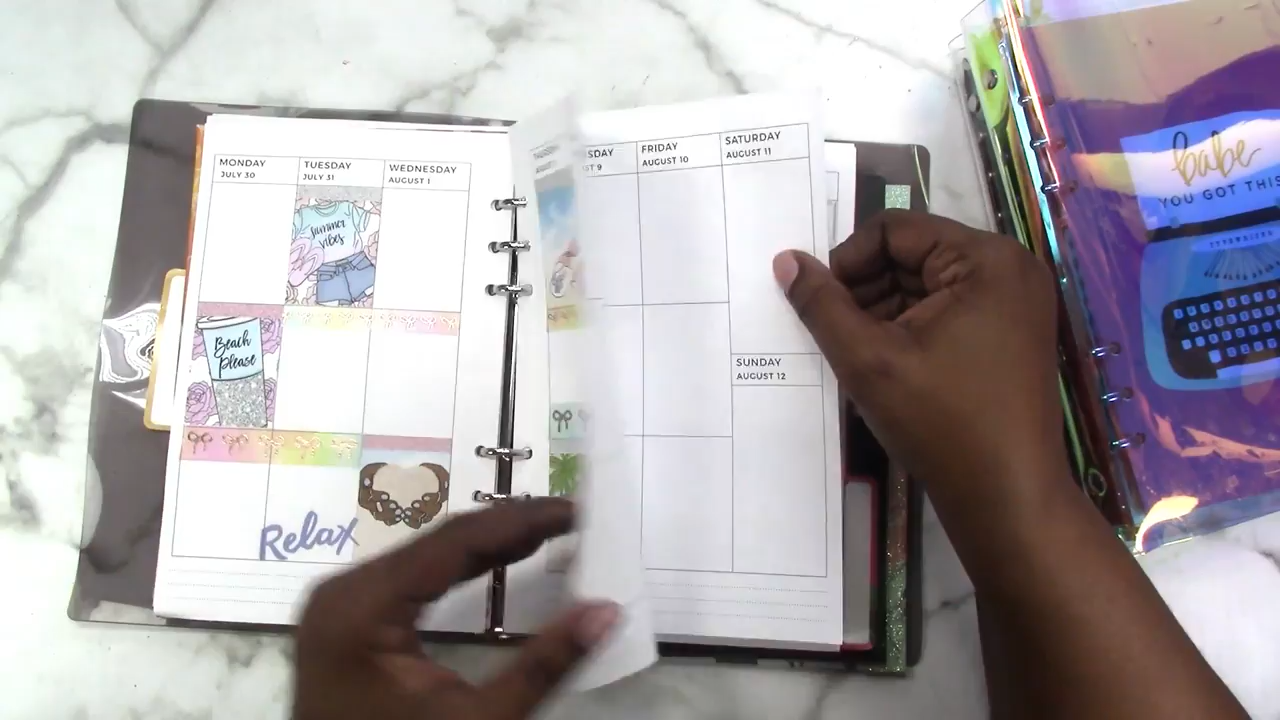 MONDAY
JULY 30
TUESDAY
JULY 31
WEDNESDAY
AUGUST 1
summer
vibes
Beach
Please
Relax
FRIDAY
AUGUST 10
SATURDAY
AUGUST 11
SUNDAY
AUGUST 12
babe
YOU GOT THIS